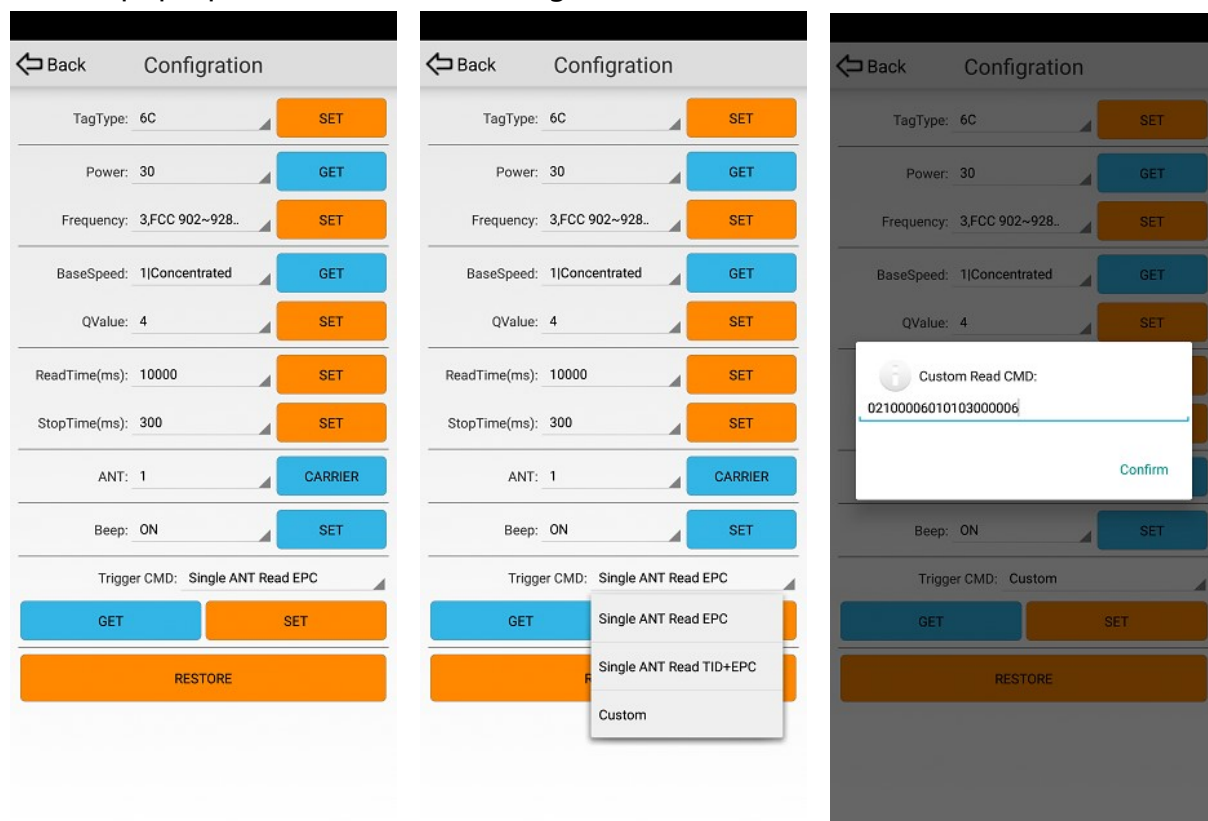 Back Configration
TagType: 6C SET
Power: 30 GET
Frequency: 3,FCC 902~928.. SET
BaseSpeed: 1|Concentrated GET
QValue: 4 SET
ReadTime(ms): 10000 SET
StopTime(ms): 300 SET
ANT: 1 CARRIER
Beep: ON SET
Trigger CMD: Single ANT Read EPC
GET SET
RESTORE
Back Configration
TagType: 6C SET
Power: 30 GET
Frequency: 3,FCC 902~928.. SET
BaseSpeed: 1|Concentrated GET
QValue: 4 SET
ReadTime(ms): 10000 SET
StopTime(ms): 300 SET
ANT: 1 CARRIER
Beep: ON SET
Trigger CMD: Single ANT Read EPC
GET
Single ANT Read EPC
Single ANT Read TID+EPC
Custom
Back Configration
TagType: 6C SET
Power: 30 GET
Frequency: 3,FCC 902~928.. SET
BaseSpeed: 1|Concentrated GET
QValue: 4 SET
Custom Read CMD:
02100006010103000006
Confirm
Beep: ON SET
Trigger CMD: Custom
GET SET
RESTORE